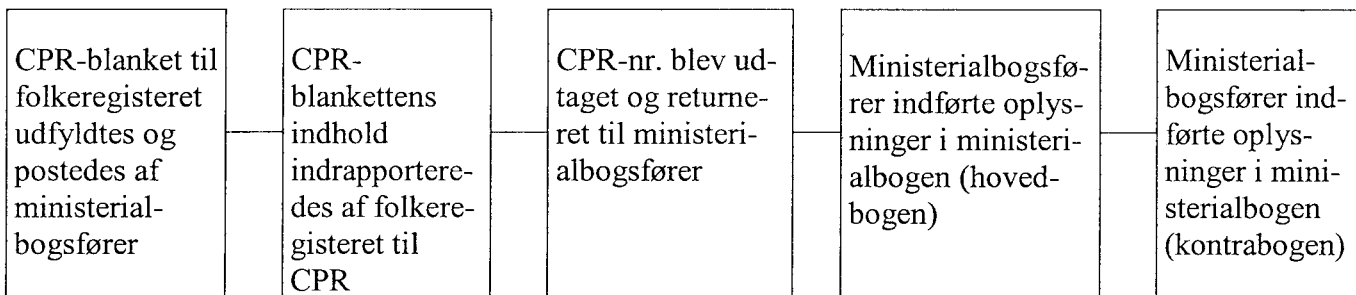 CPR-blanket til
folkeregisteret
udfyldtes og
postedes af
ministerial-
bogsfører
CPR-
blankettens
indhold
indrapportere-
des af folkere-
gisteret til
CPR
CPR-nr. blev ud-
taget og returne-
ret til ministeri-
albogsfører
Ministerialbogsfø-
rer indførte oplys-
ninger i ministeri-
albogen (hoved-
bogen)
Ministerial-
bogsfører ind-
førte oplys-
ninger i mini-
sterialbogen
(kontrabogen)